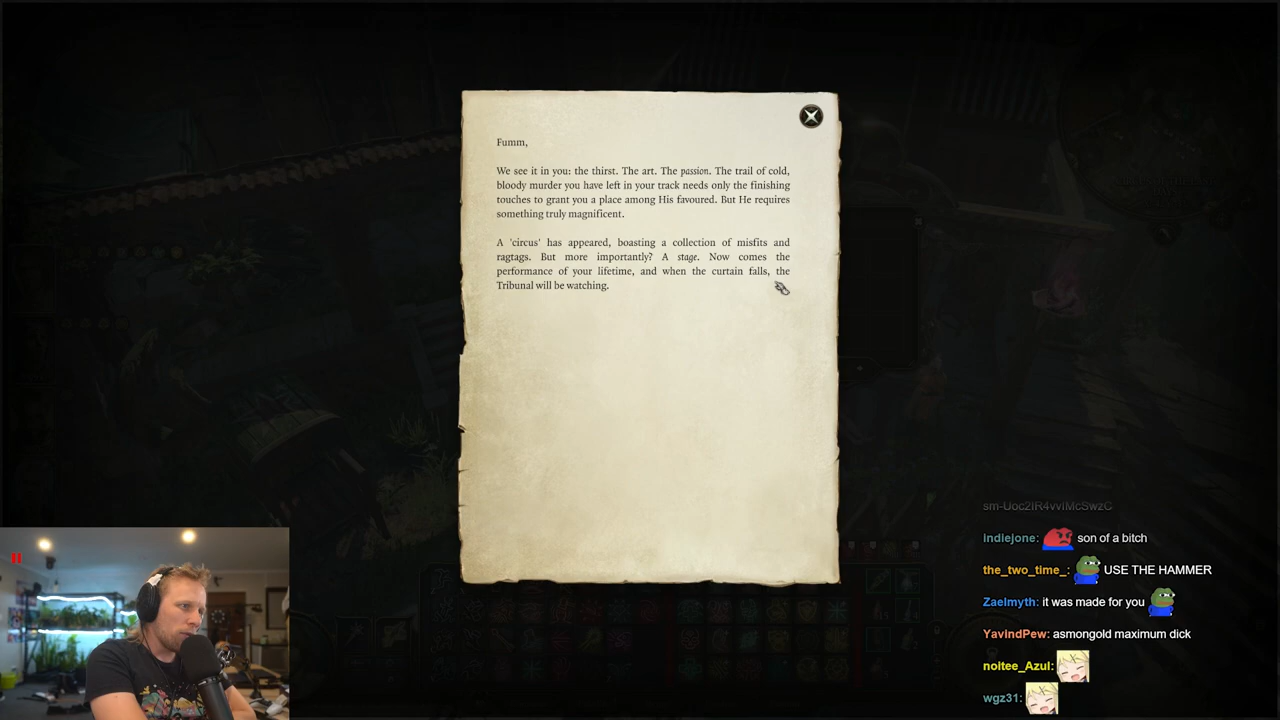 Fumm,
We see it in you: the thirst. The art. The passion. The trail of cold,
bloody murder you have left in your track needs only the finishing
touches to grant you a place among His favoured. But He requires
something truly magnificent.
A 'circus' has appeared, boasting a collection of misfits and
ragtags. But more importantly? A stage. Now comes the
performance of your lifetime, and when the curtain falls, the
Tribunal will be watching.
indiejone: son of a bitch
the_two_time_: USE THE HAMMER
Zaelmyth: it was made for you
YavindPew: asmongold maximum dick
noitee_Azul:
wgz31: